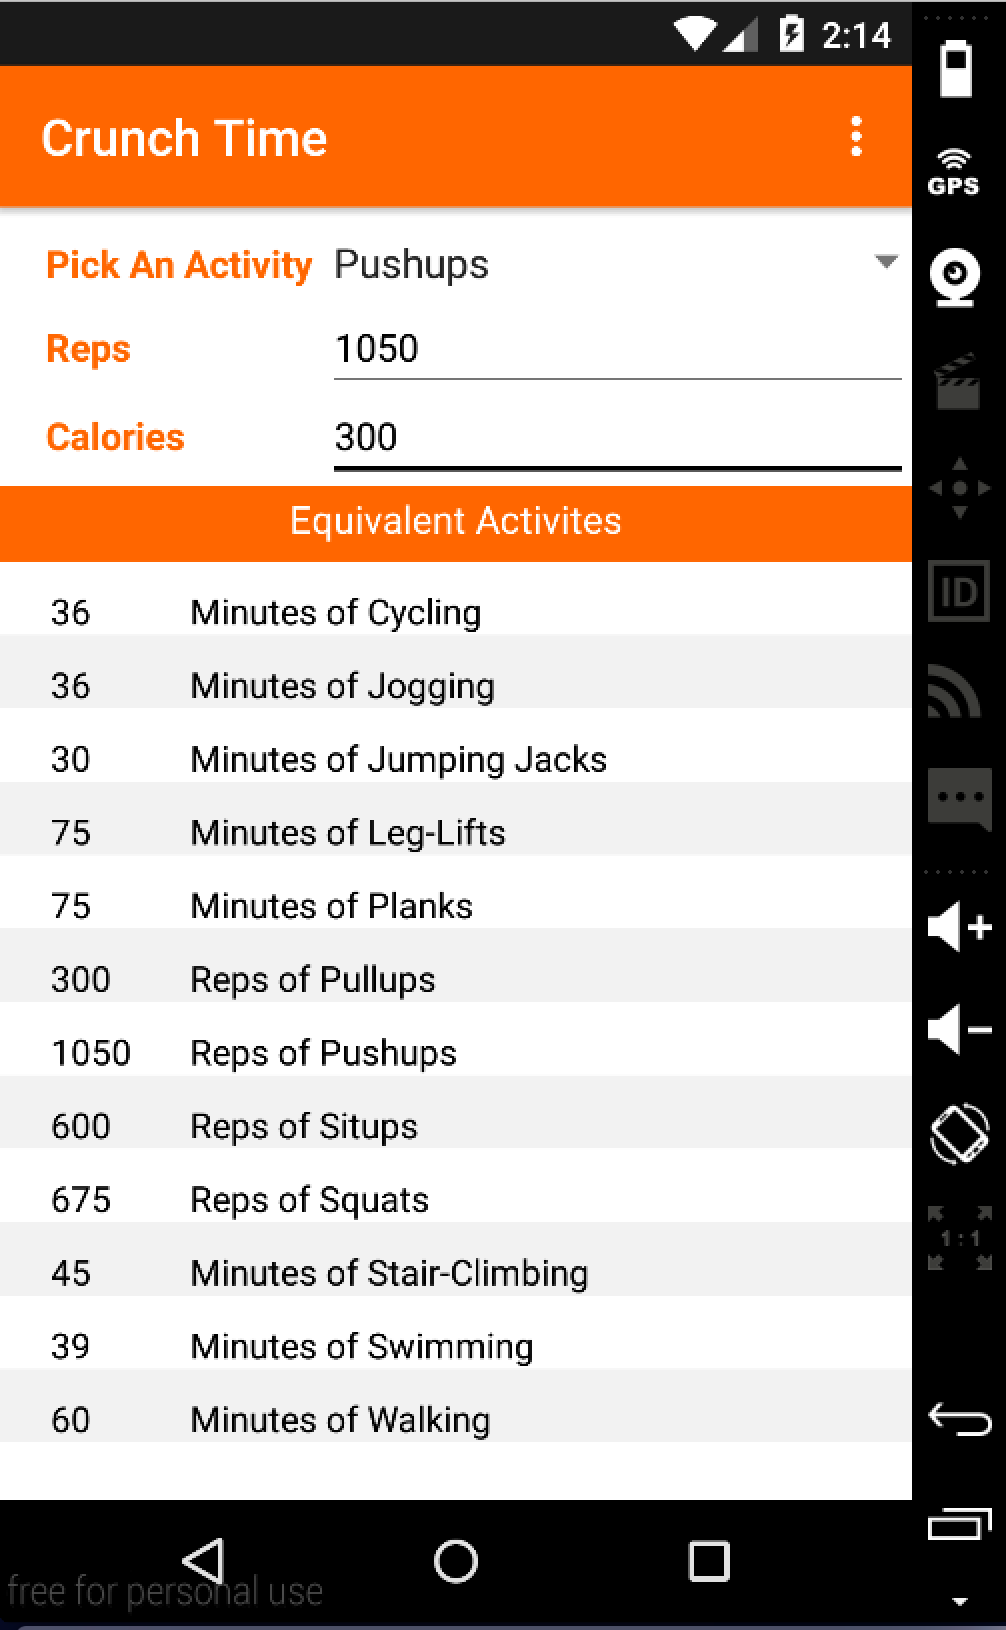 2:14
Crunch Time
GPS
Pick An Activity Pushups
Reps 1050
Calories 300
Equivalent Activites
ID
36 Minutes of Cycling
36 Minutes of Jogging
30 Minutes of Jumping Jacks
75 Minutes of Leg-Lifts
75 Minutes of Planks
300 Reps of Pullups
1050 Reps of Pushups
600 Reps of Situps
675 Reps of Squats
1:1
45 Minutes of Stair-Climbing
39 Minutes of Swimming
60 Minutes of Walking
free for personal use